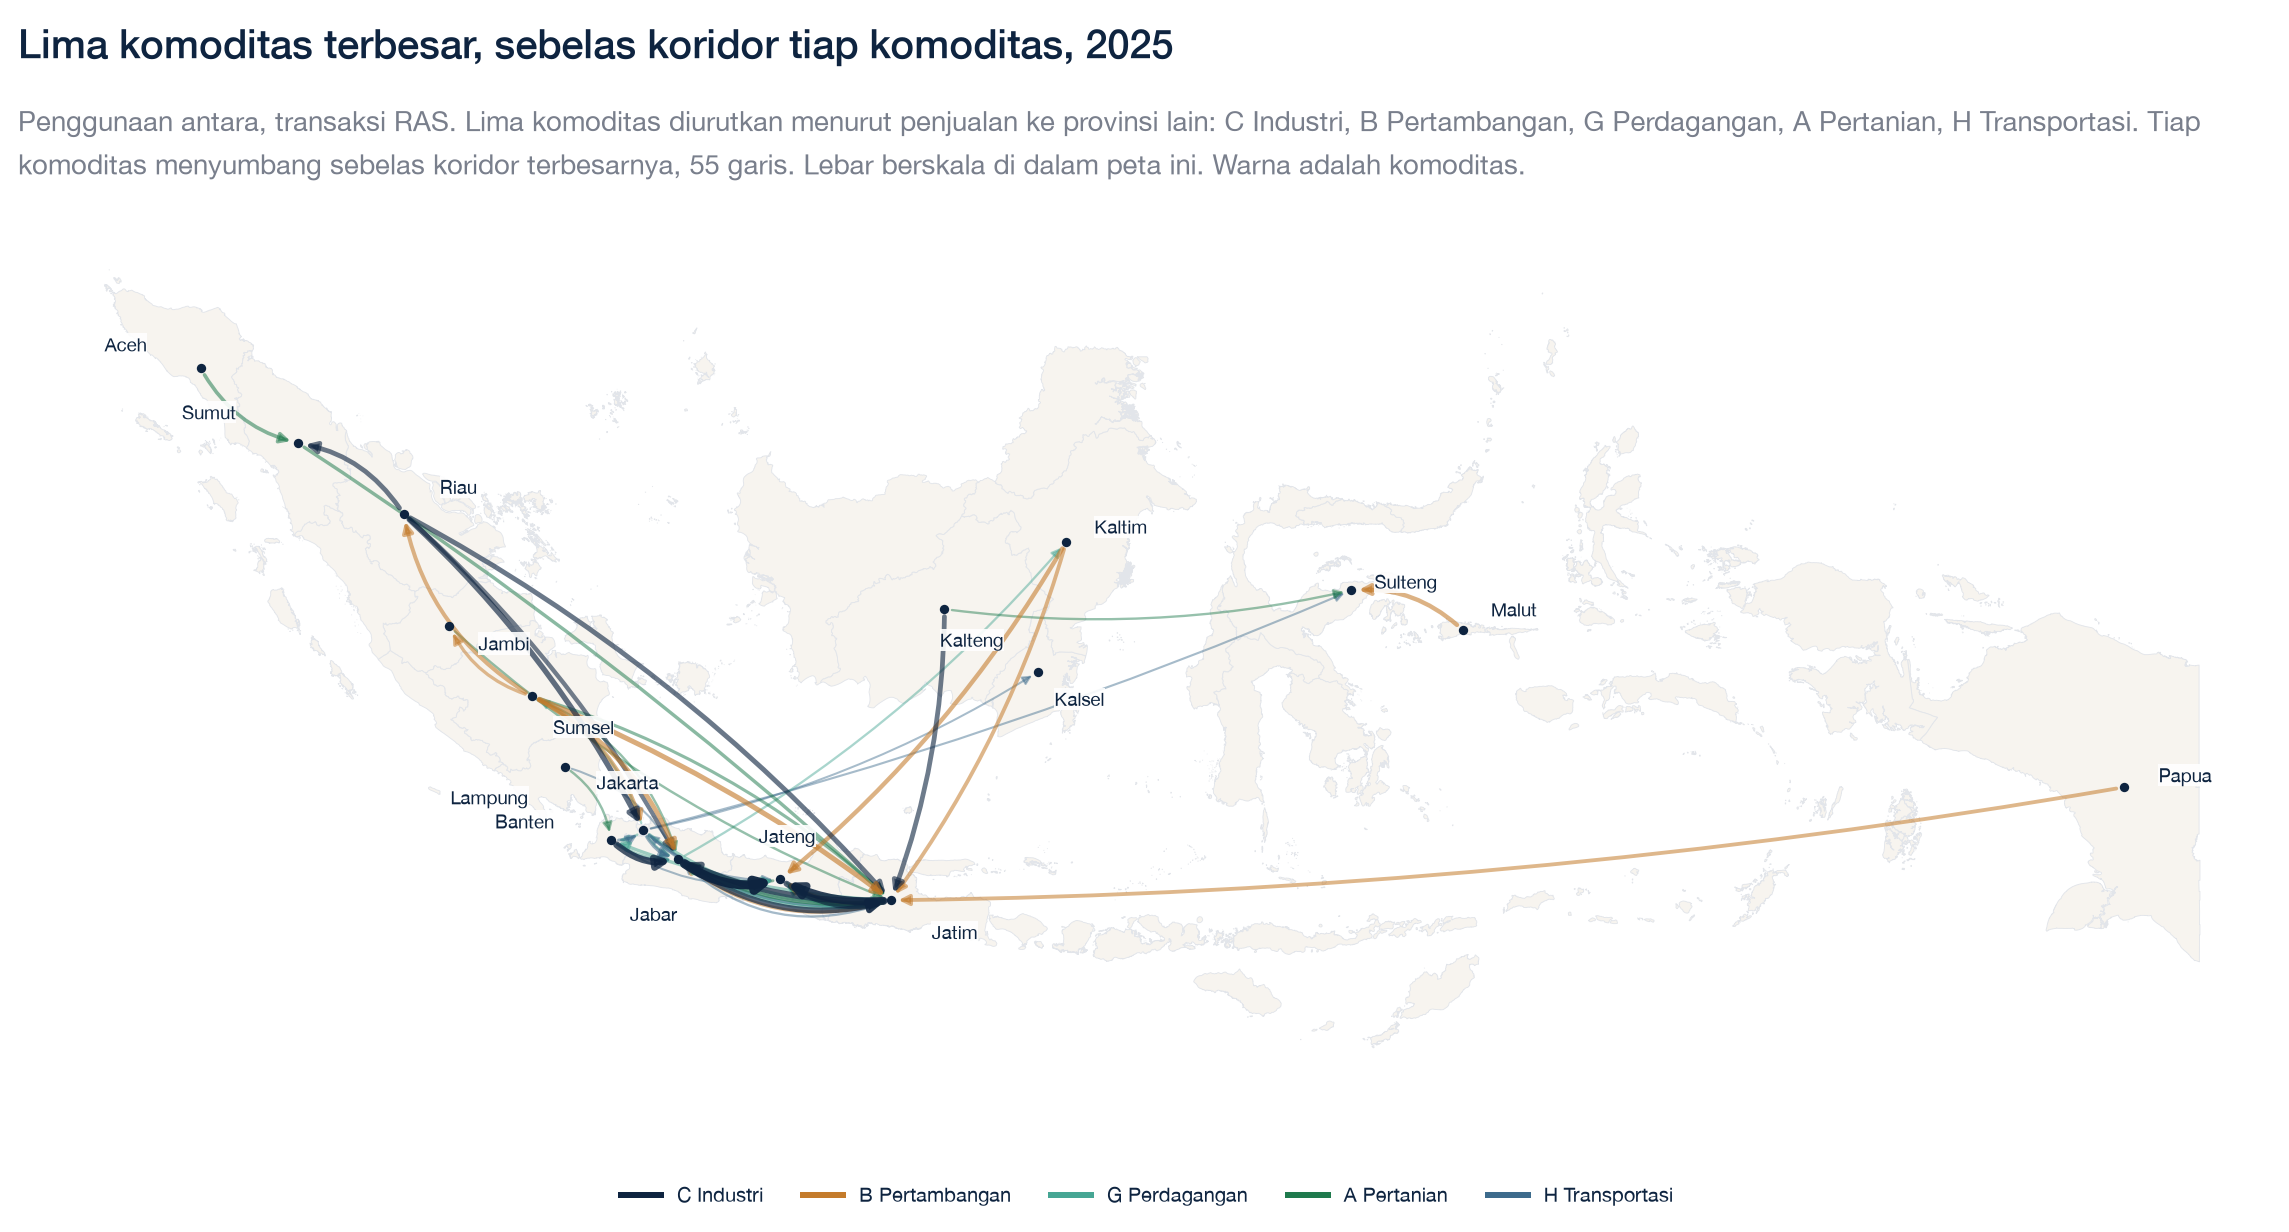 Lima komoditas terbesar, sebelas koridor tiap komoditas, 2025
Penggunaan antara, transaksi RAS. Lima komoditas diurutkan menurut penjualan ke provinsi lain: C Industri, B Pertambangan, G Perdagangan, A Pertanian, H Transportasi. Tiap
komoditas menyumbang sebelas koridor terbesarnya, 55 garis. Lebar berskala di dalam peta ini. Warna adalah komoditas.
Aceh
Sumut
Riau
Kaltim
Sulteng
Malut
Kalteng
Jambi
Kalsel
Sumsel
Papua
Jakarta
Lampung
Banten
Jateng
Jabar
Jatim
C Industri
B Pertambangan
G Perdagangan
A Pertanian
H Transportasi